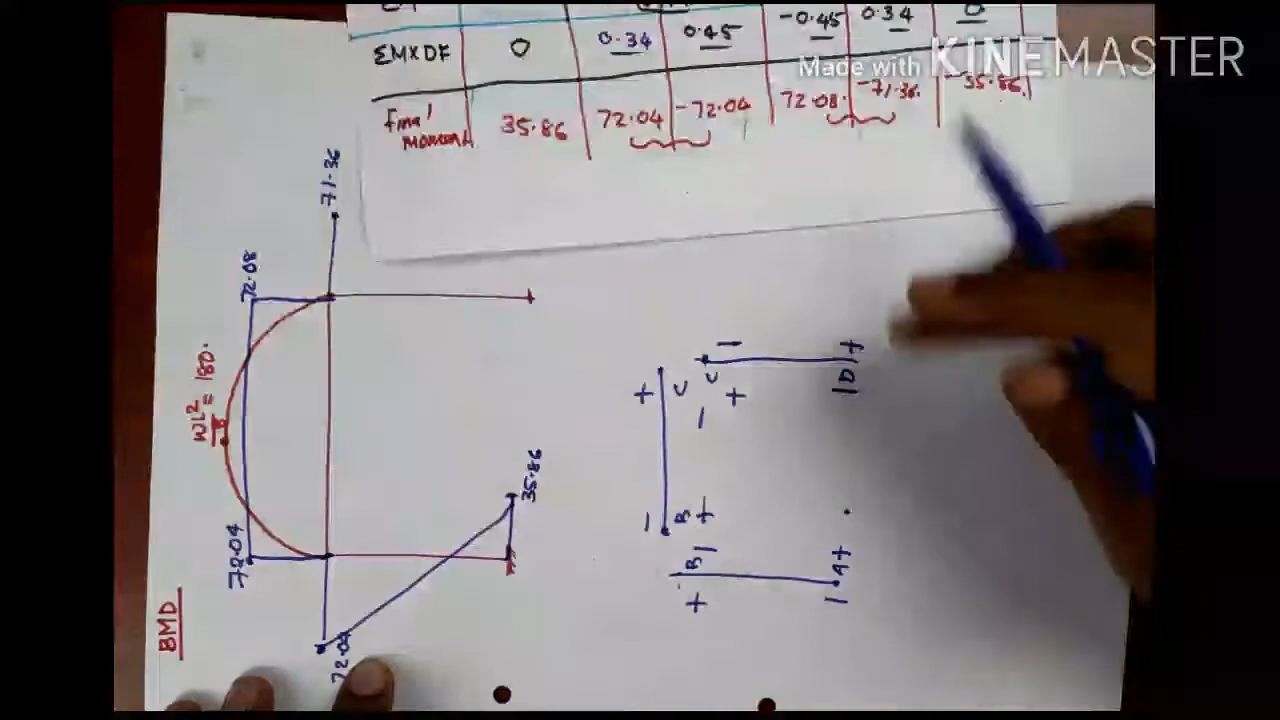 -0.45 0.34 0
ΣMXDF 0 0.34 0.45
Made with KINEMASTER
final moment 35.86 72.04 -72.04 72.08 -71.36 -35.86
71.36
72.08
wl²/8 = 180
35.86
72.04
72.04
BMD
- C D +
+ C +
-
- B +
B - A +
+ -